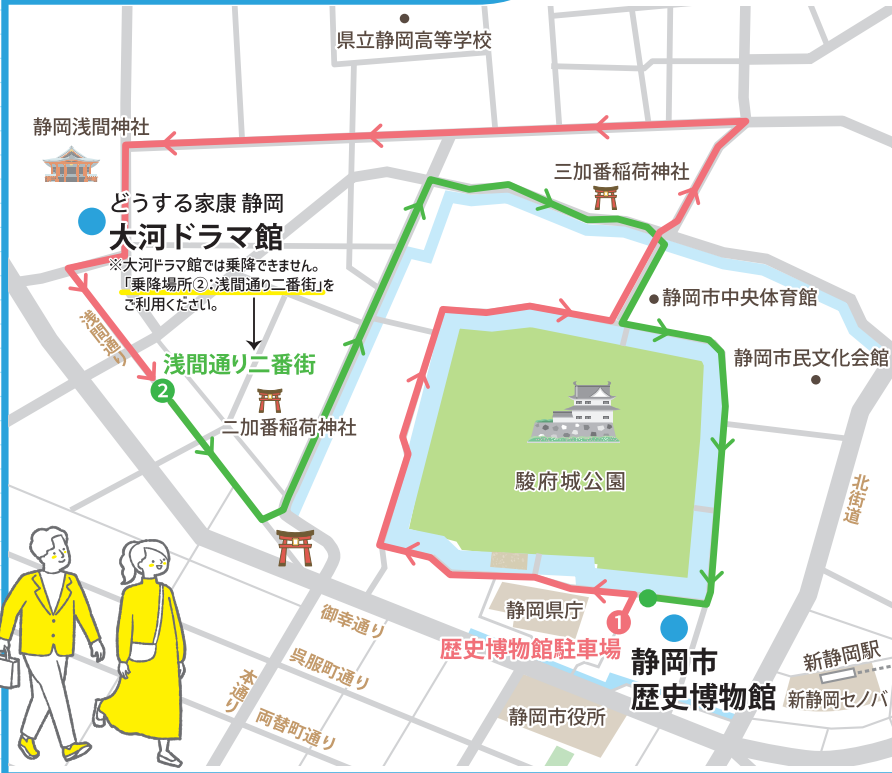 県立静岡高等学校
静岡浅間神社
三加番稲荷神社
どうする家康 静岡
大河ドラマ館
※大河ドラマ館では乗降できません。
「乗降場所②:浅間通り二番街」を
ご利用ください。
静岡市中央体育館
浅間通り
静岡市民文化会館
浅間通り二番街
2
二加番稲荷神社
駿府城公園
北街道
静岡県庁
1
御幸通り
歴史博物館駐車場
静岡市
歴史博物館
新静岡駅
呉服町通り
本通り
新静岡セノバ
両替町通り
静岡市役所